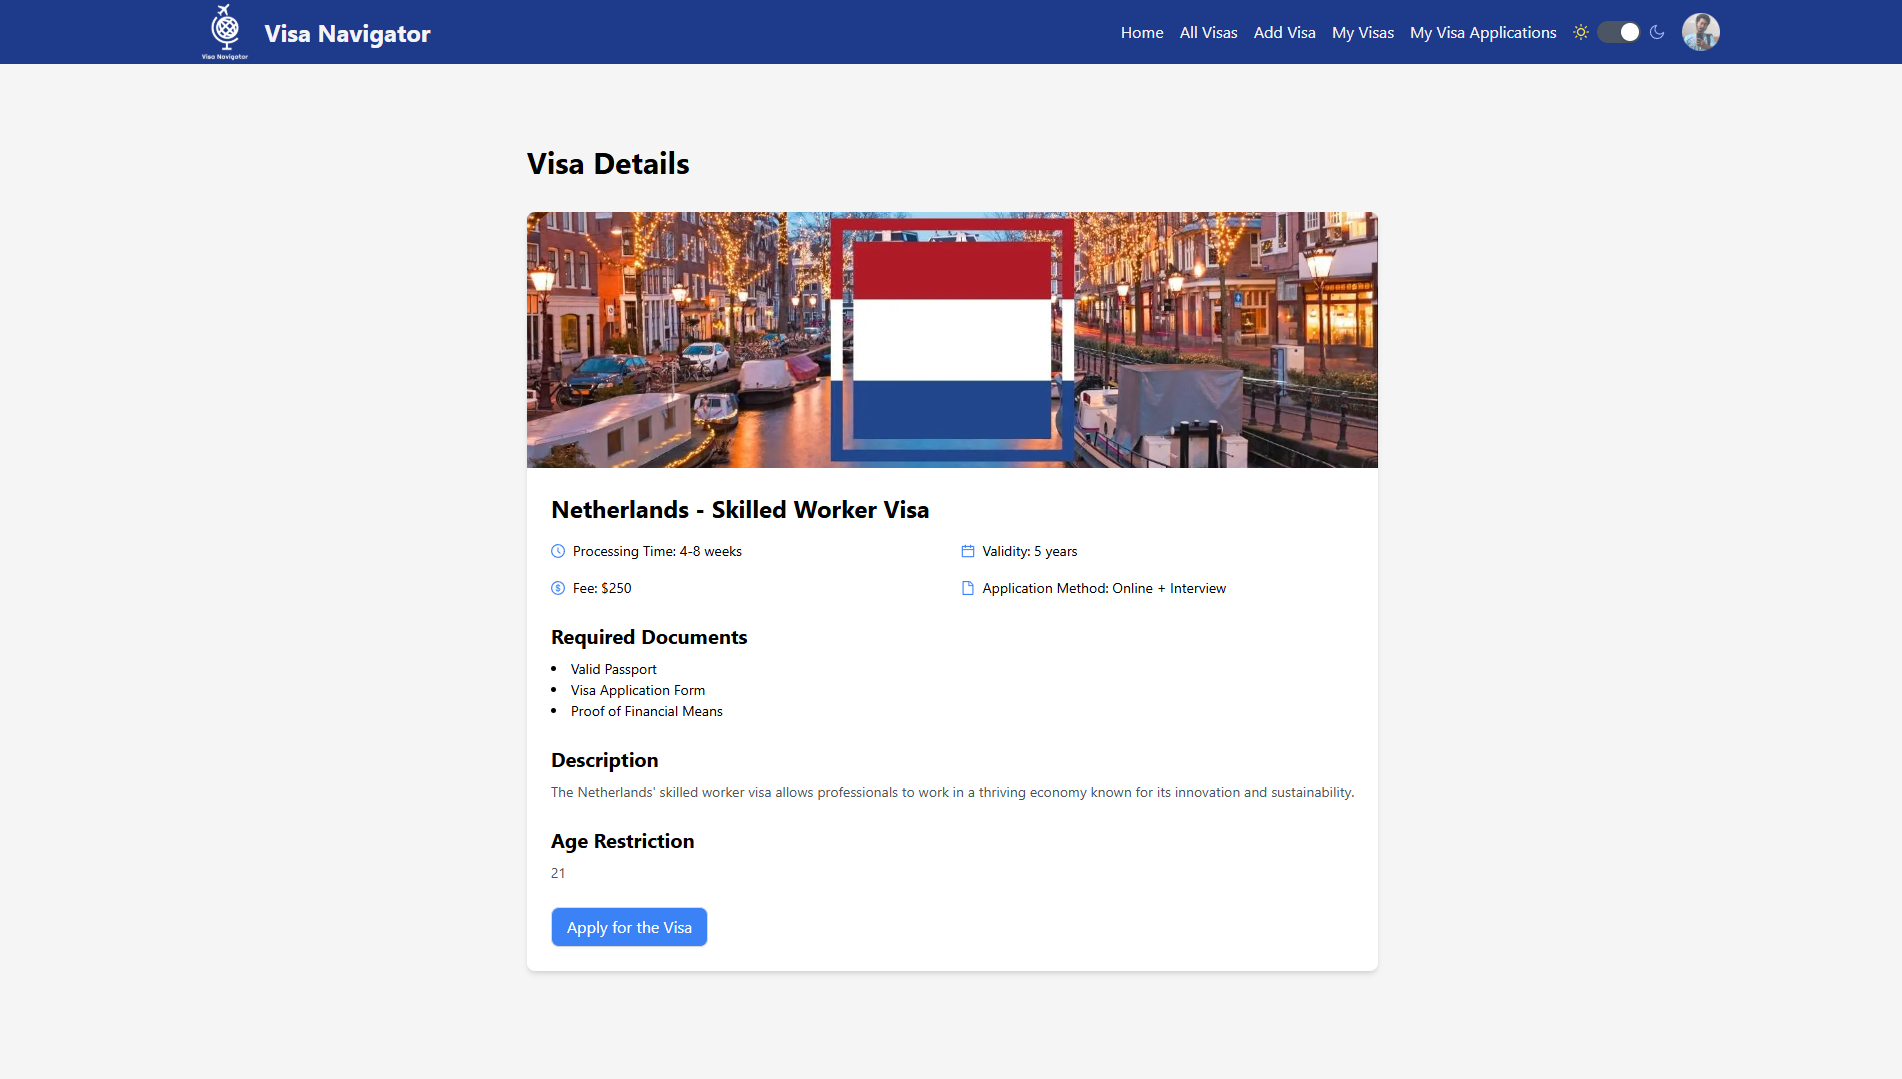 Visa Navigator
Visa Navigator
Home
All Visas
Add Visa
My Visas
My Visa Applications
Visa Details
Netherlands - Skilled Worker Visa
Processing Time: 4-8 weeks
Validity: 5 years
Fee: $250
Application Method: Online + Interview
Required Documents
Valid Passport
Visa Application Form
Proof of Financial Means
Description
The Netherlands' skilled worker visa allows professionals to work in a thriving economy known for its innovation and sustainability.
Age Restriction
21
Apply for the Visa